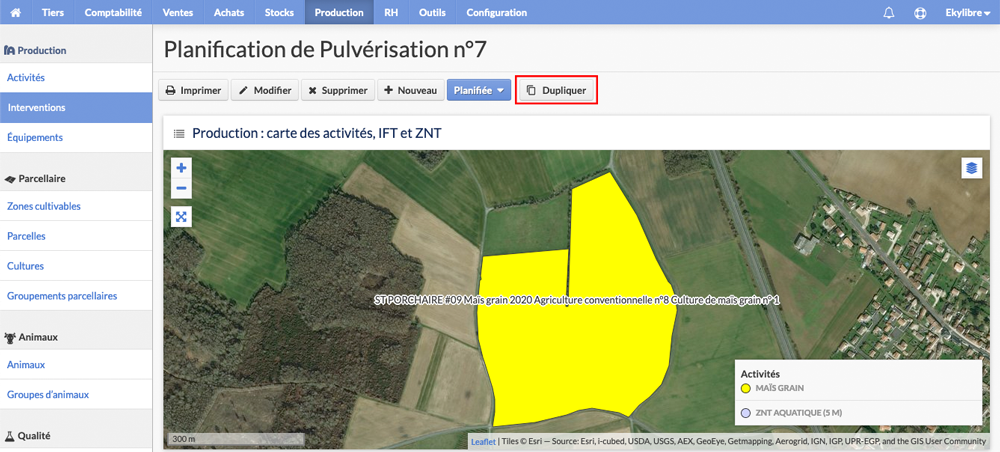 Tiers Comptabilité Ventes Achats Stocks Production RH Outils Configuration Ekylibre
Production
Activités
Interventions
Équipements
Parcellaire
Zones cultivables
Parcelles
Cultures
Groupements parcellaires
Animaux
Animaux
Groupes d'animaux
Qualité
Planification de Pulvérisation n°7
Imprimer Modifier Supprimer Nouveau Planifiée Dupliquer
Production : carte des activités, IFT et ZNT
+
−
ST PORCHAIRE #09 Maïs grain 2020 Agriculture conventionnelle n°8 Culture de maïs grain n°1
Activités
MAÏS GRAIN
ZNT AQUATIQUE (5 M)
300 m
Leaflet | Tiles © Esri — Source: Esri, i-cubed, USDA, USGS, AEX, GeoEye, Getmapping, Aerogrid, IGN, IGP, UPR-EGP, and the GIS User Community